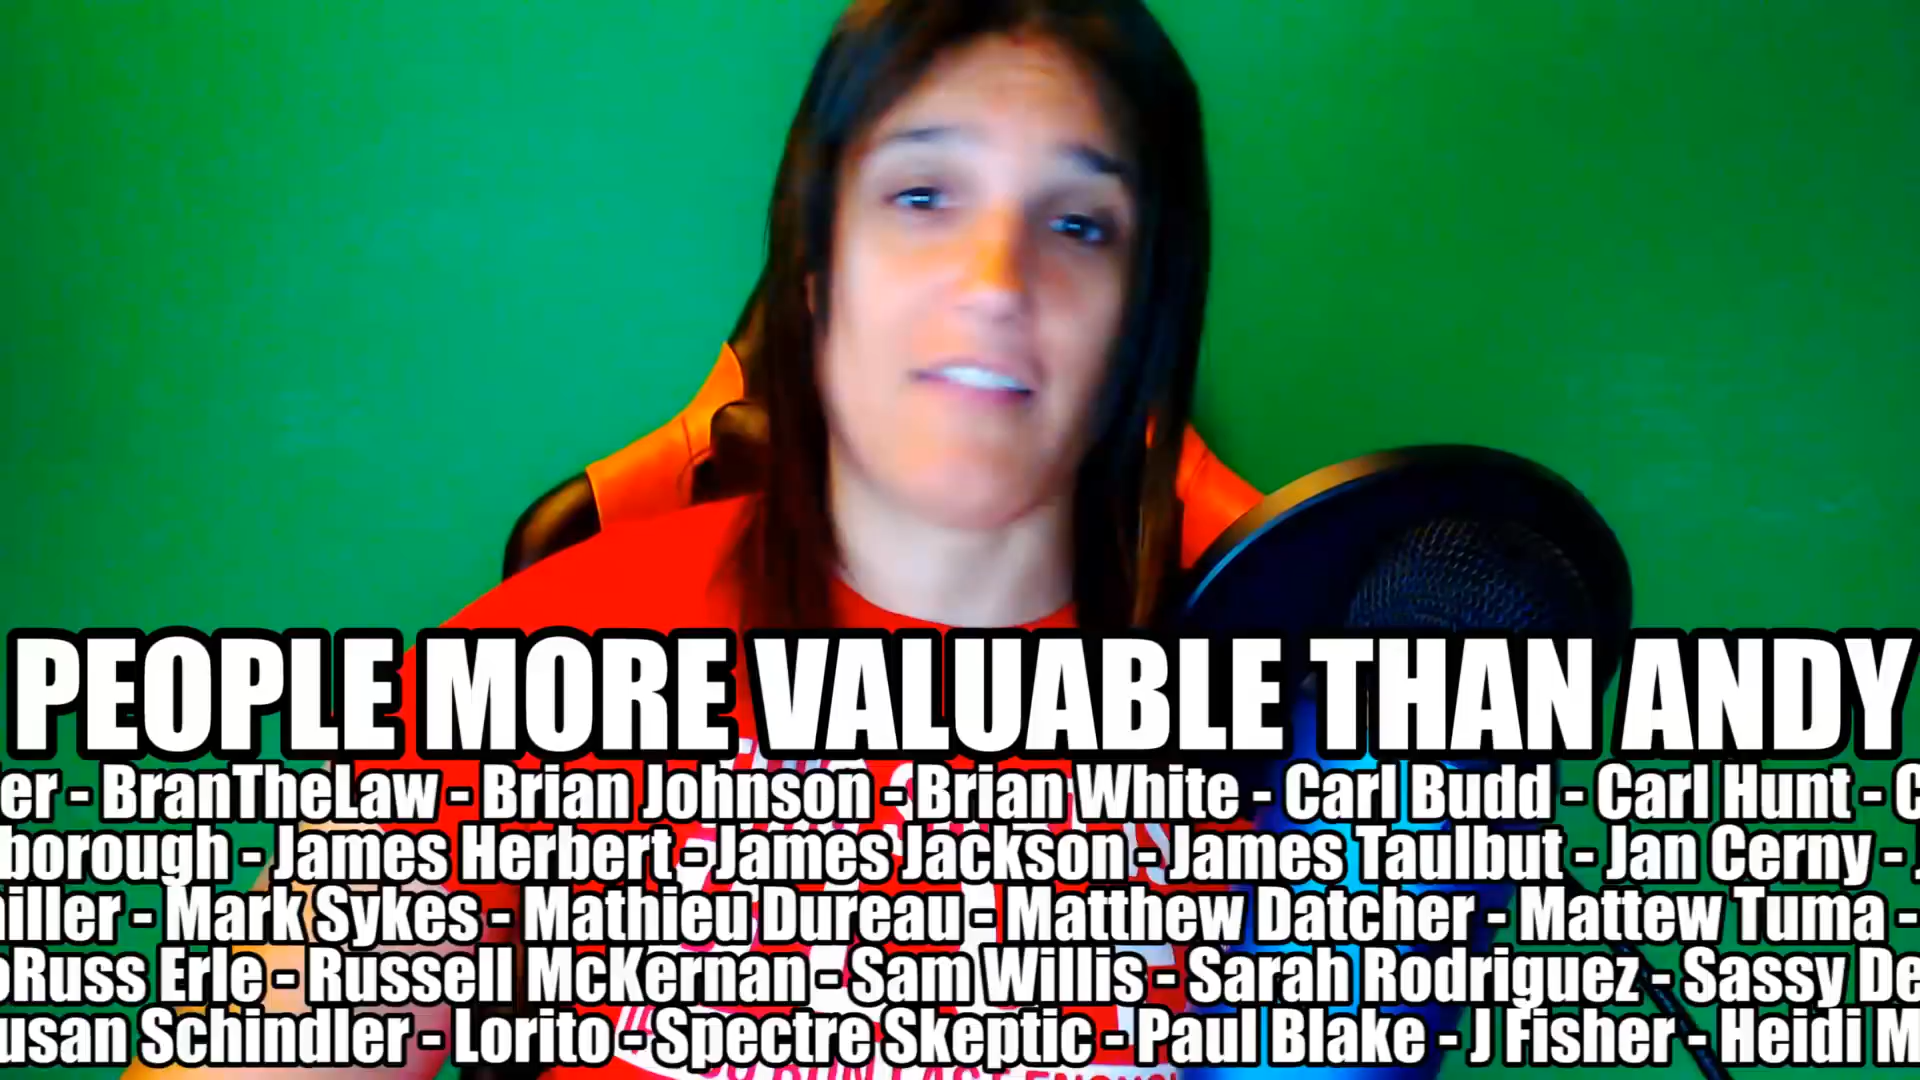 PEOPLE MORE VALUABLE THAN ANDY
er - BranTheLaw - Brian Johnson - Brian White - Carl Budd - Carl Hunt - C
borough - James Herbert - James Jackson - James Taulbut - Jan Cerny -
iller - Mark Sykes - Mathieu Dureau - Matthew Datcher - Mattew Tuma -
oRuss Erle - Russell McKernan - Sam Willis - Sarah Rodriguez - Sassy De
usan Schindler - Lorito - Spectre Skeptic - Paul Blake - J Fisher - Heidi M